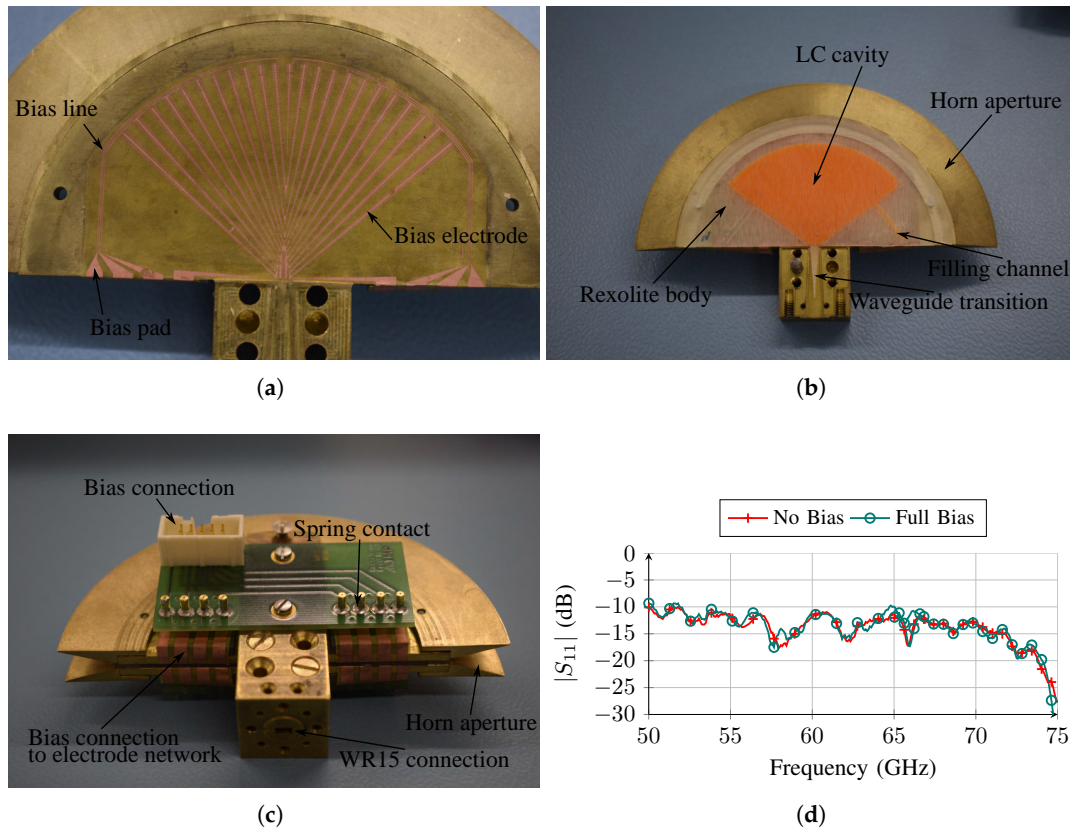 Bias line
Bias electrode
Bias pad
(a)
LC cavity
Horn aperture
Filling channel
Rexolite body
Waveguide transition
(b)
Bias connection
Spring contact
Bias connection
to electrode network
Horn aperture
WR15 connection
(c)
No Bias
Full Bias
0
−5
−10
−15
−20
−25
−30
|S11| (dB)
50
55
60
65
70
75
Frequency (GHz)
(d)